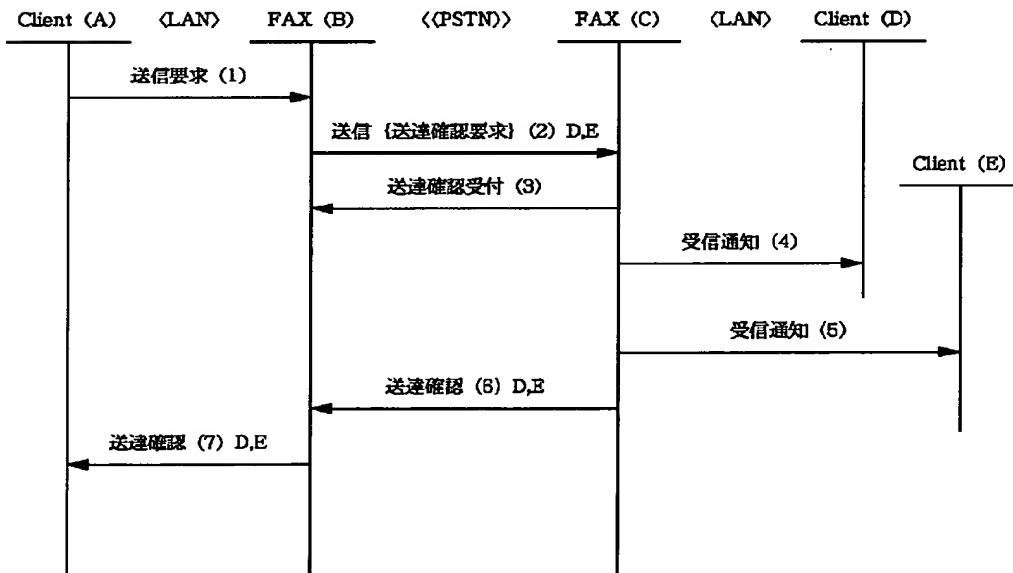 Client (A) 〈LAN〉 FAX (B) 〈〈PSTN〉〉 FAX (C) 〈LAN〉 Client (D)
送信要求 (1)
送信 {送達確認要求} (2) D,E
Client (E)
送達確認受付 (3)
受信通知 (4)
受信通知 (5)
送達確認 (6) D,E
送達確認 (7) D,E